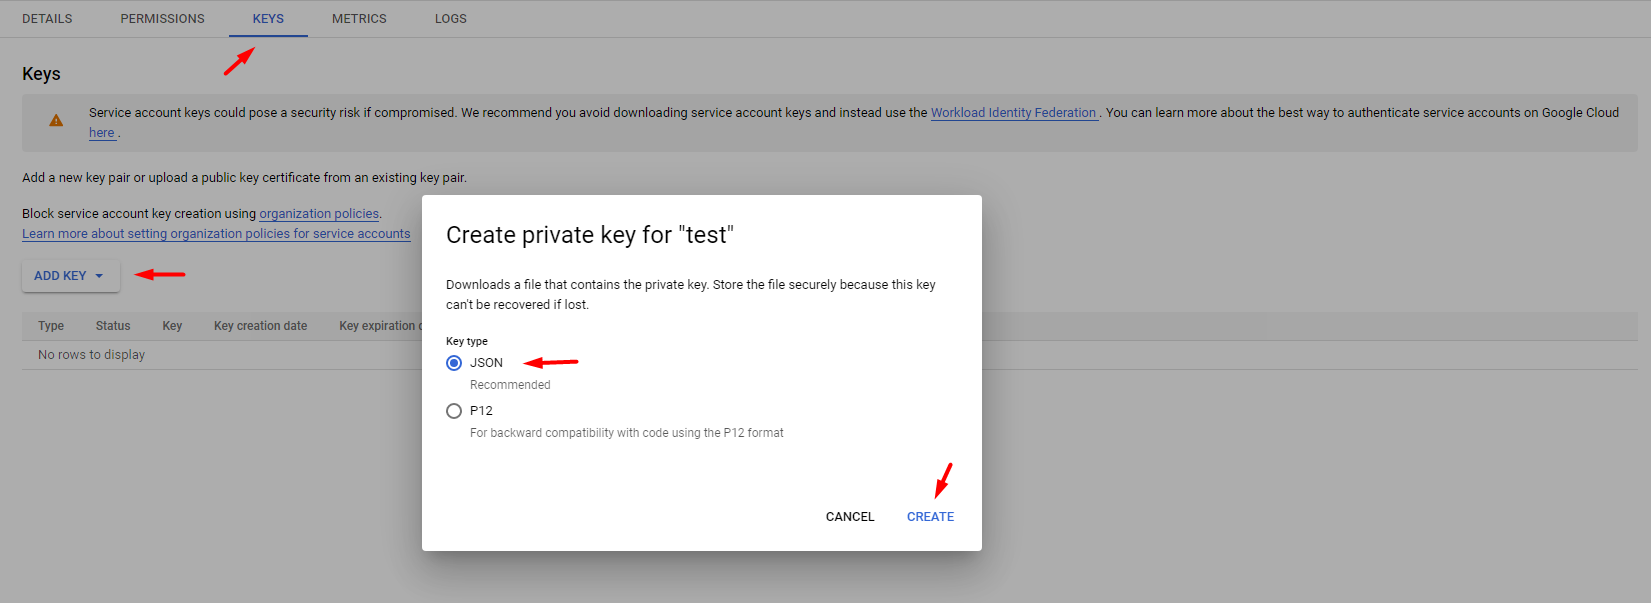 DETAILS PERMISSIONS KEYS METRICS LOGS
Keys
Service account keys could pose a security risk if compromised. We recommend you avoid downloading service account keys and instead use the Workload Identity Federation . You can learn more about the best way to authenticate service accounts on Google Cloud
here .
Add a new key pair or upload a public key certificate from an existing key pair.
Block service account key creation using organization policies.
Learn more about setting organization policies for service accounts
ADD KEY
Type Status Key Key creation date Key expiration
No rows to display
Create private key for "test"
Downloads a file that contains the private key. Store the file securely because this key
can't be recovered if lost.
Key type
JSON
Recommended
P12
For backward compatibility with code using the P12 format
CANCEL CREATE